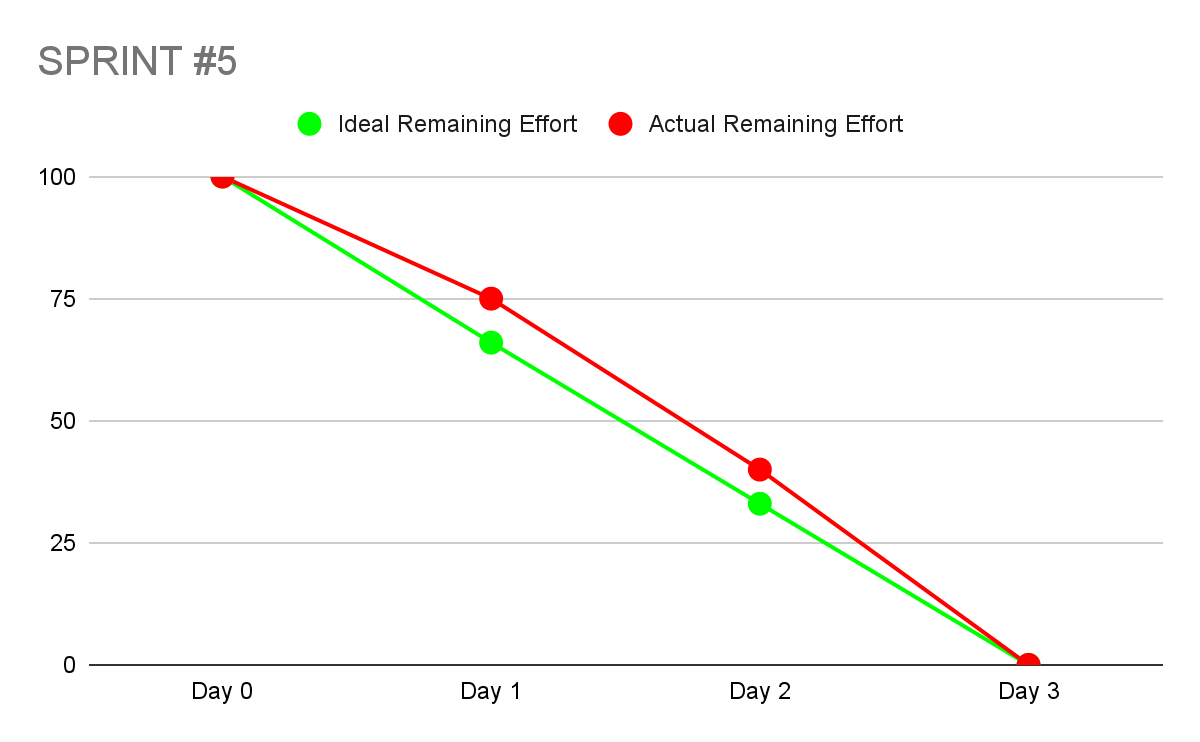 SPRINT #5
Ideal Remaining Effort
Actual Remaining Effort
100
75
50
25
0
Day 0
Day 1
Day 2
Day 3